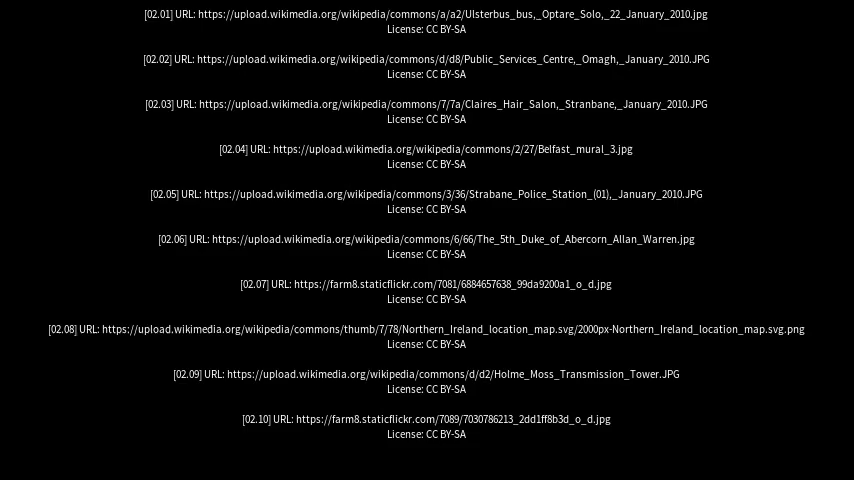 [02.01] URL: https://upload.wikimedia.org/wikipedia/commons/a/a2/Ulsterbus_bus,_Optare_Solo,_22_January_2010.jpg
License: CC BY-SA
[02.02] URL: https://upload.wikimedia.org/wikipedia/commons/d/d8/Public_Services_Centre,_Omagh,_January_2010.JPG
License: CC BY-SA
[02.03] URL: https://upload.wikimedia.org/wikipedia/commons/7/7a/Claires_Hair_Salon,_Stranbane,_January_2010.JPG
License: CC BY-SA
[02.04] URL: https://upload.wikimedia.org/wikipedia/commons/2/27/Belfast_mural_3.jpg
License: CC BY-SA
[02.05] URL: https://upload.wikimedia.org/wikipedia/commons/3/36/Strabane_Police_Station_(01),_January_2010.JPG
License: CC BY-SA
[02.06] URL: https://upload.wikimedia.org/wikipedia/commons/6/66/The_5th_Duke_of_Abercorn_Allan_Warren.jpg
License: CC BY-SA
[02.07] URL: https://farm8.staticflickr.com/7081/6884657638_99da9200a1_o_d.jpg
License: CC BY-SA
[02.08] URL: https://upload.wikimedia.org/wikipedia/commons/thumb/7/78/Northern_Ireland_location_map.svg/2000px-Northern_Ireland_location_map.svg.png
License: CC BY-SA
[02.09] URL: https://upload.wikimedia.org/wikipedia/commons/d/d2/Holme_Moss_Transmission_Tower.JPG
License: CC BY-SA
[02.10] URL: https://farm8.staticflickr.com/7089/7030786213_2dd1ff8b3d_o_d.jpg
License: CC BY-SA